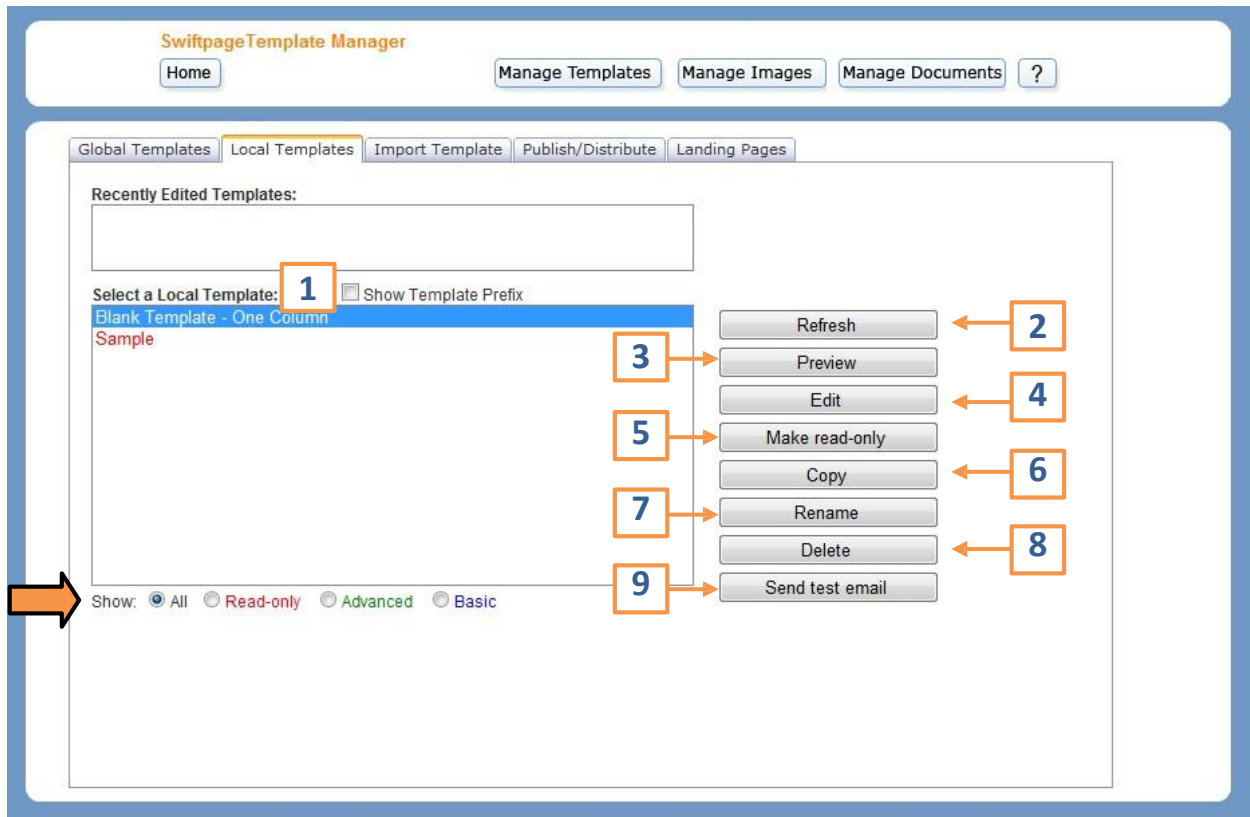 SwiftpageTemplate Manager
Home Manage Templates Manage Images Manage Documents ?
Global Templates Local Templates Import Template Publish/Distribute Landing Pages
Recently Edited Templates:
Select a Local Template: 1 Show Template Prefix
Blank Template - One Column
Refresh 2
Sample
3 Preview
Edit 4
5 Make read-only
Copy 6
7 Rename
Delete 8
9 Send test email
Show: All Read-only Advanced Basic